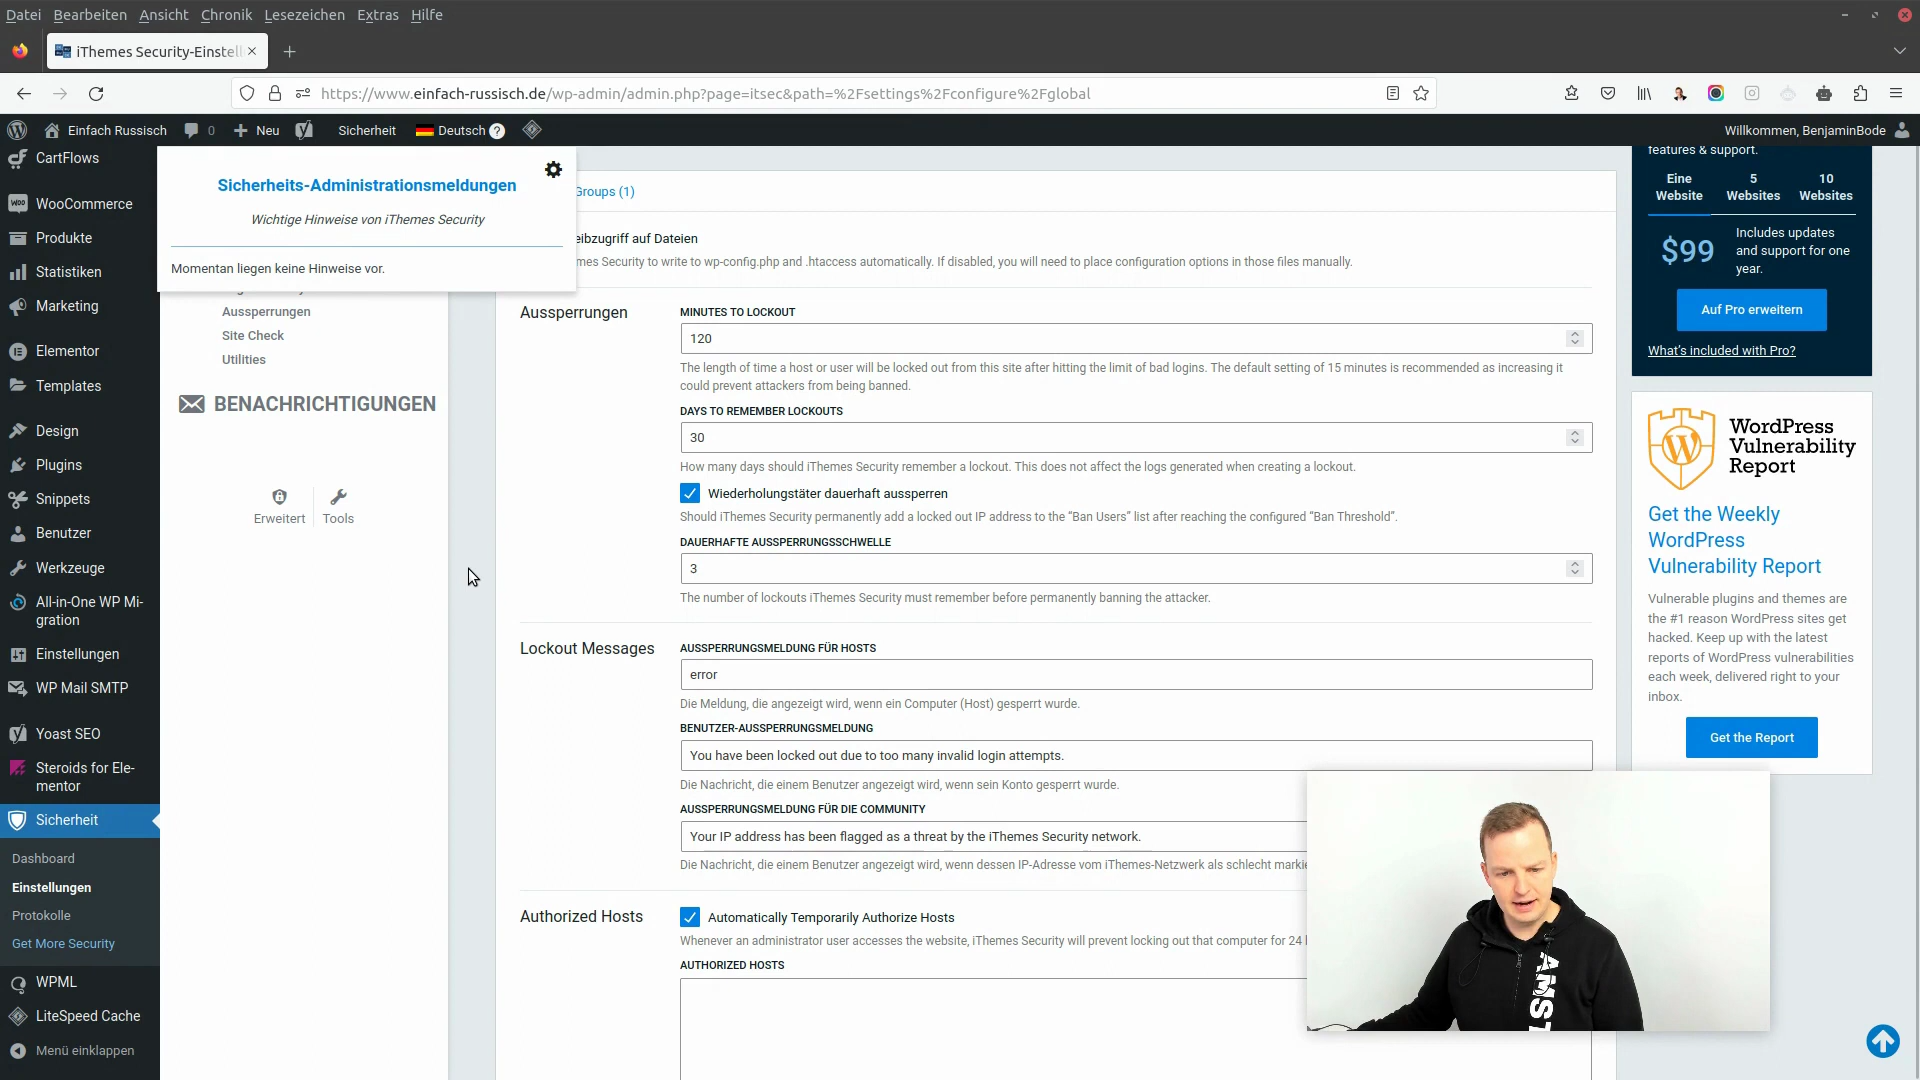 Datei Bearbeiten Ansicht Chronik Lesezeichen Extras Hilfe
iThemes Security-Einstell
https://www.einfach-russisch.de/wp-admin/admin.php?page=itsec&path=%2Fsettings%2Fconfigure%2Fglobal
Einfach Russisch 0 Neu Sicherheit Deutsch ? Willkommen, BenjaminBode
CartFlows
WooCommerce
Produkte
Statistiken
Marketing
Elementor
Templates
Design
Plugins
Snippets
Benutzer
Werkzeuge
All-in-One WP Mi-
gration
Einstellungen
WP Mail SMTP
Yoast SEO
Steroids for Ele-
mentor
Sicherheit
Dashboard
Einstellungen
Protokolle
Get More Security
WPML
LiteSpeed Cache
Menü einklappen
Sicherheits-Administrationsmeldungen
Wichtige Hinweise von iThemes Security
Momentan liegen keine Hinweise vor.
Aussperrungen
Site Check
Utilities
BENACHRICHTIGUNGEN
Erweitert Tools
Groups (1)
eibzugriff auf Dateien
mes Security to write to wp-config.php and .htaccess automatically. If disabled, you will need to place configuration options in those files manually.
Aussperrungen
MINUTES TO LOCKOUT
120
The length of time a host or user will be locked out from this site after hitting the limit of bad logins. The default setting of 15 minutes is recommended as increasing it
could prevent attackers from being banned.
DAYS TO REMEMBER LOCKOUTS
30
How many days should iThemes Security remember a lockout. This does not affect the logs generated when creating a lockout.
Wiederholungstäter dauerhaft aussperren
Should iThemes Security permanently add a locked out IP address to the “Ban Users” list after reaching the configured “Ban Threshold”.
DAUERHAFTE AUSSPERRUNGSSCHWELLE
3
The number of lockouts iThemes Security must remember before permanently banning the attacker.
Lockout Messages
AUSSPERRUNGSMELDUNG FÜR HOSTS
error
Die Meldung, die angezeigt wird, wenn ein Computer (Host) gesperrt wurde.
BENUTZER-AUSSPERRUNGSMELDUNG
You have been locked out due to too many invalid login attempts.
Die Nachricht, die einem Benutzer angezeigt wird, wenn sein Konto gesperrt wurde.
AUSSPERRUNGSMELDUNG FÜR DIE COMMUNITY
Your IP address has been flagged as a threat by the iThemes Security network.
Die Nachricht, die einem Benutzer angezeigt wird, wenn dessen IP-Adresse vom iThemes-Netzwerk als schlecht markie
Authorized Hosts
Automatically Temporarily Authorize Hosts
Whenever an administrator user accesses the website, iThemes Security will prevent locking out that computer for 24
AUTHORIZED HOSTS
features & support.
Eine Website
5 Websites
10 Websites
$99
Includes updates
and support for one
year.
Auf Pro erweitern
What's included with Pro?
WordPress
Vulnerability
Report
Get the Weekly
WordPress
Vulnerability Report
Vulnerable plugins and themes are
the #1 reason WordPress sites get
hacked. Keep up with the latest
reports of WordPress vulnerabilities
each week, delivered right to your
inbox.
Get the Report
AMST